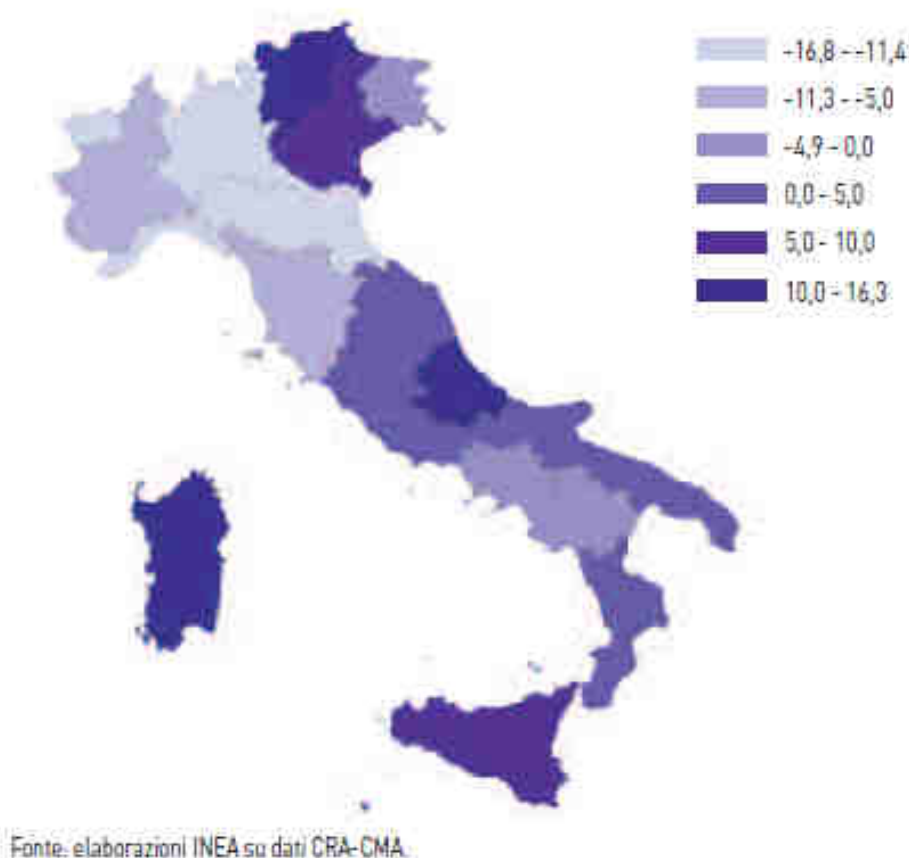 -16,8 - -11,4
-11,3 - -5,0
-4,9 - 0,0
0,0 - 5,0
5,0 - 10,0
10,0 - 16,3
Fonte: elaborazioni INEA su dati CRA-CMA.